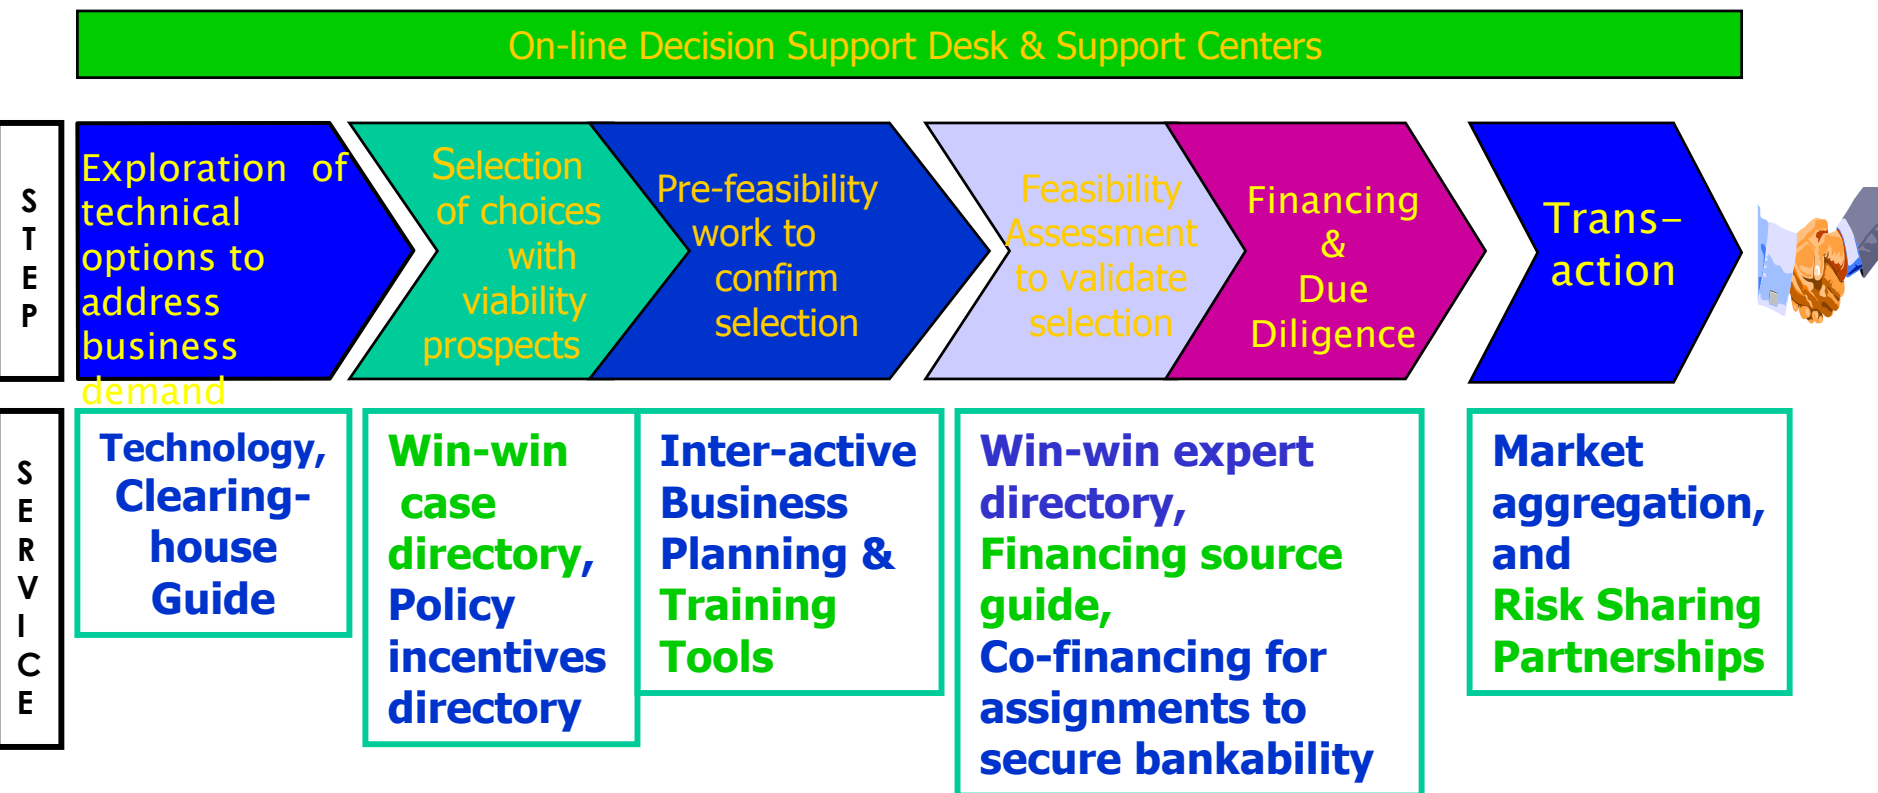 On-line Decision Support Desk & Support Centers
STEP
Exploration of
technical
options to
address
business
demand
Selection
of choices
with
viability
prospects
Pre-feasibility
work to
confirm
selection
Feasibility
Assessment
to validate
selection
Financing
&
Due
Diligence
Trans-
action
SERVICE
Technology,
Clearing-
house
Guide
Win-win
case
directory,
Policy
incentives
directory
Inter-active
Business
Planning &
Training
Tools
Win-win expert
directory,
Financing source
guide,
Co-financing for
assignments to
secure bankability
Market
aggregation,
and
Risk Sharing
Partnerships